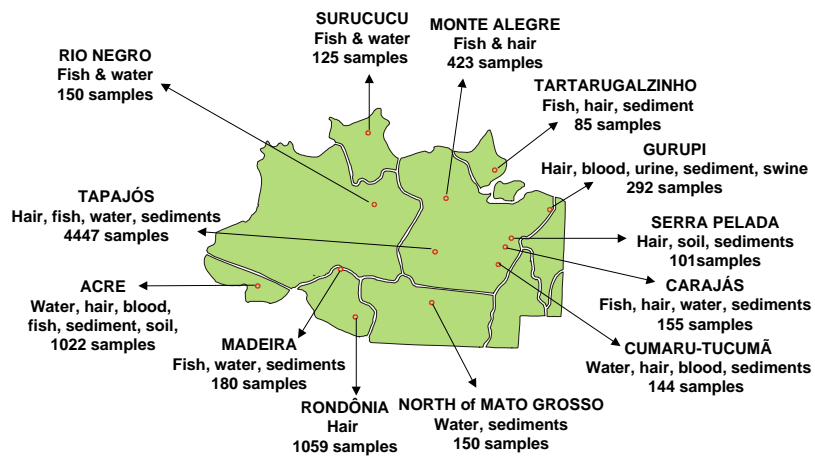 SURUCUCU
Fish & water
125 samples
MONTE ALEGRE
Fish & hair
423 samples
RIO NEGRO
Fish & water
150 samples
TARTARUGALZINHO
Fish, hair, sediment
85 samples
GURUPI
Hair, blood, urine, sediment, swine
292 samples
TAPAJÓS
Hair, fish, water, sediments
4447 samples
SERRA PELADA
Hair, soil, sediments
101samples
ACRE
Water, hair, blood,
fish, sediment, soil,
1022 samples
CARAJÁS
Fish, hair, water, sediments
155 samples
MADEIRA
Fish, water, sediments
180 samples
CUMARU-TUCUMÃ
Water, hair, blood, sediments
144 samples
RONDÔNIA
Hair
1059 samples
NORTH of MATO GROSSO
Water, sediments
150 samples